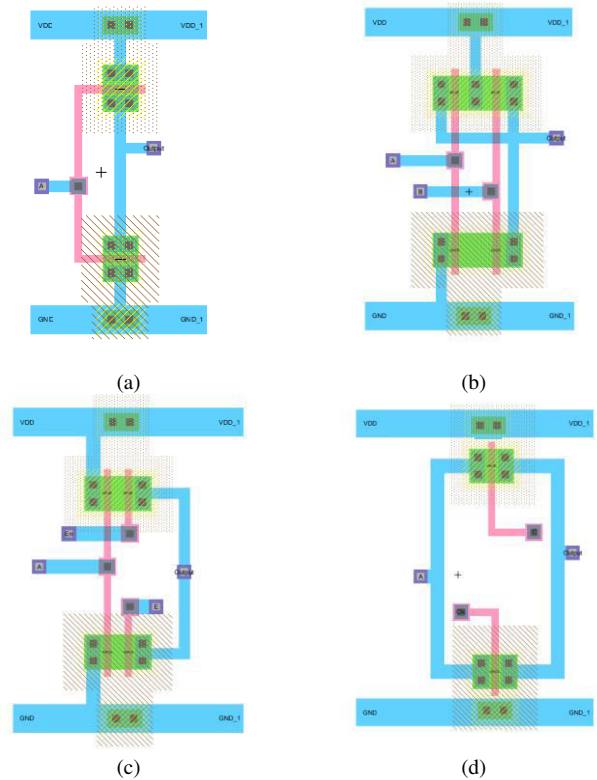 VDD VDD_1
Output
A
GND GND_1
(a)
VDD VDD_1
Output
A
B
GND GND_1
(b)
VDD VDD_1
En
A
Output
E
GND GND_1
(c)
VDD VDD_1
Output
A
GND GND_1
(d)